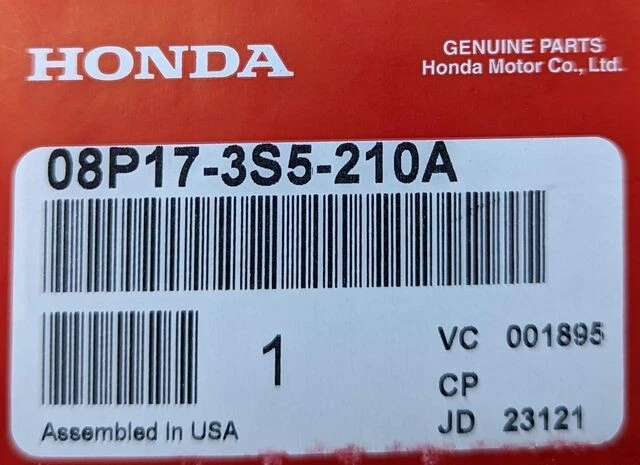 HONDA
GENUINE PARTS
Honda Motor Co., Ltd.
08P17-3S5-210A
1
VC 001895
CP
JD 23121
Assembled In USA